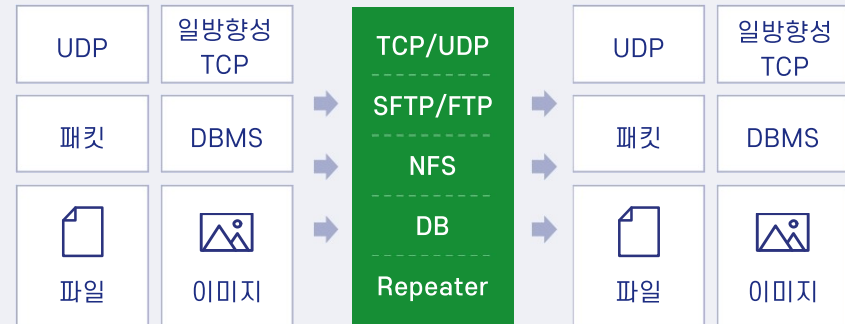 UDP
일방향성
TCP
패킷
DBMS
파일
이미지
TCP/UDP
SFTP/FTP
NFS
DB
Repeater
UDP
일방향성
TCP
패킷
DBMS
파일
이미지